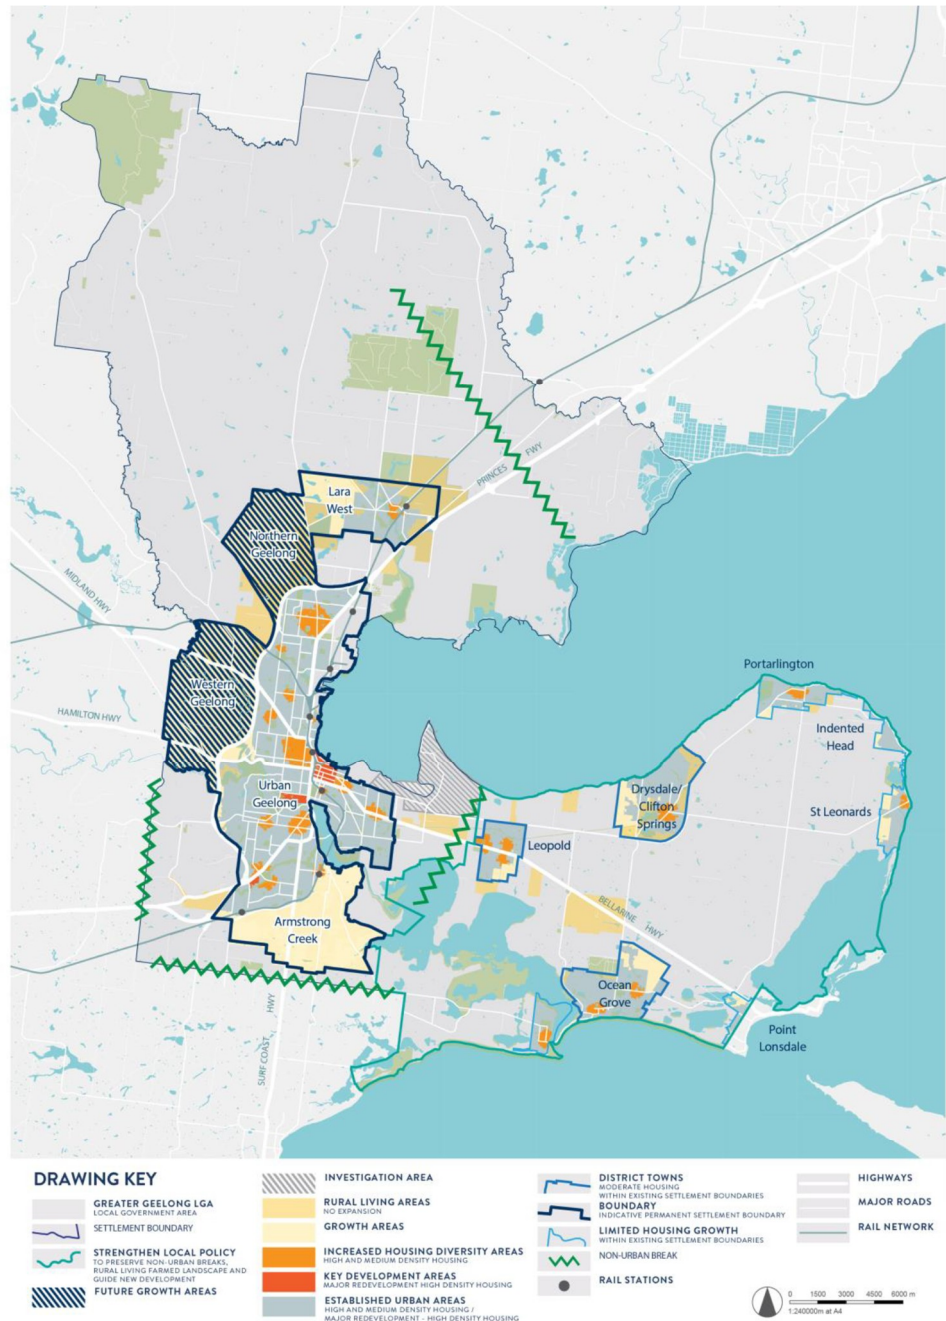 Lara
West
PRINCES FWY
Northern
Geelong
MIDLAND HWY
Western
Geelong
HAMILTON HWY
Portarlington
Indented
Head
Urban
Geelong
Drysdale/
Clifton
Springs
St Leonards
Leopold
Armstrong
Creek
BELLARINE HWY
Ocean
Grove
Point
Lonsdale
SURF COAST HWY
DRAWING KEY
GREATER GEELONG LGA
LOCAL GOVERNMENT AREA
SETTLEMENT BOUNDARY
STRENGTHEN LOCAL POLICY
TO PRESERVE NON-URBAN BREAKS,
RURAL LIVING FARMED LANDSCAPE AND
GUIDE NEW DEVELOPMENT
FUTURE GROWTH AREAS
INVESTIGATION AREA
RURAL LIVING AREAS
NO EXPANSION
GROWTH AREAS
INCREASED HOUSING DIVERSITY AREAS
HIGH AND MEDIUM DENSITY HOUSING
KEY DEVELOPMENT AREAS
MAJOR REDEVELOPMENT HIGH DENSITY HOUSING
ESTABLISHED URBAN AREAS
HIGH AND MEDIUM DENSITY HOUSING /
MAJOR REDEVELOPMENT - HIGH DENSITY HOUSING
DISTRICT TOWNS
MODERATE HOUSING
WITHIN EXISTING SETTLEMENT BOUNDARIES
BOUNDARY
INDICATIVE PERMANENT SETTLEMENT BOUNDARY
LIMITED HOUSING GROWTH
WITHIN EXISTING SETTLEMENT BOUNDARIES
NON-URBAN BREAK
RAIL STATIONS
HIGHWAYS
MAJOR ROADS
RAIL NETWORK
0 1500 3000 4500 6000 m
1:240000m at A4